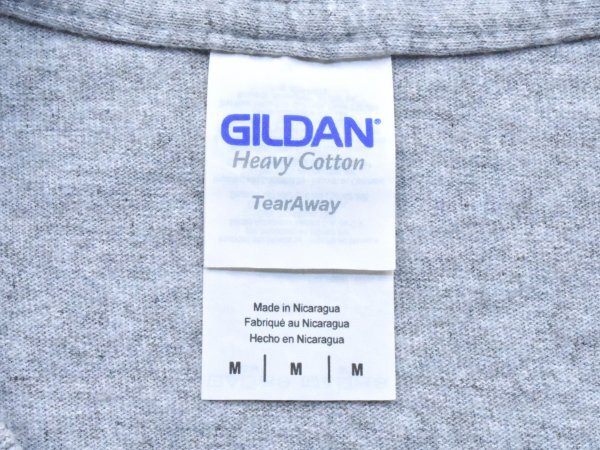 GILDAN®
Heavy Cotton
TearAway
Made in Nicaragua
Fabriqué au Nicaragua
Hecho en Nicaragua
M | M | M